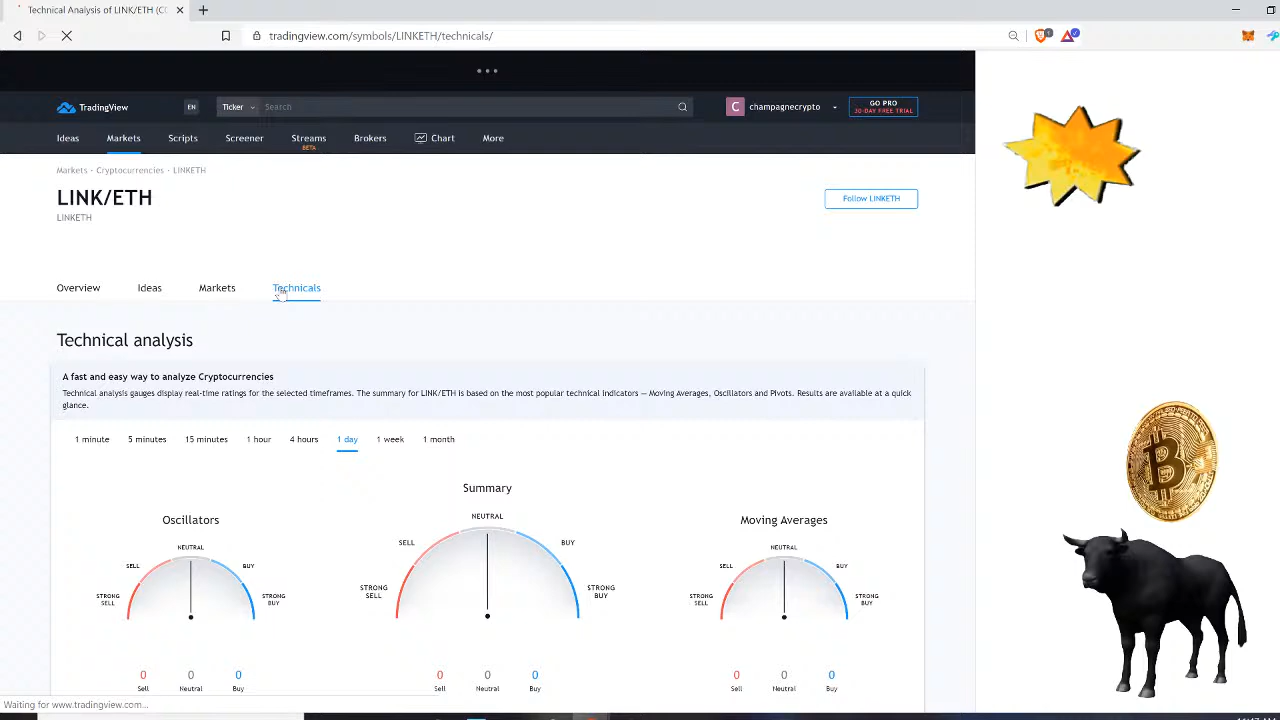 Technical Analysis of LINK/ETH (CO
tradingview.com/symbols/LINKETH/technicals/
TradingView
EN
Ticker
Search
champagnecrypto
GO PRO
30-DAY FREE TRIAL
Ideas
Markets
Scripts
Screener
Streams
BETA
Brokers
Chart
More
Markets · Cryptocurrencies · LINKETH
LINK/ETH
LINKETH
Follow LINKETH
Overview
Ideas
Markets
Technicals
Technical analysis
A fast and easy way to analyze Cryptocurrencies
Technical analysis gauges display real-time ratings for the selected timeframes. The summary for LINK/ETH is based on the most popular technical indicators — Moving Averages, Oscillators and Pivots. Results are available at a quick
glance.
1 minute
5 minutes
15 minutes
1 hour
4 hours
1 day
1 week
1 month
Oscillators
NEUTRAL
SELL
BUY
STRONG
SELL
STRONG
BUY
0
0
0
Sell
Neutral
Buy
Summary
NEUTRAL
SELL
BUY
STRONG
SELL
STRONG
BUY
0
0
0
Sell
Neutral
Buy
Moving Averages
NEUTRAL
SELL
BUY
STRONG
SELL
STRONG
BUY
0
0
0
Sell
Neutral
Buy
Waiting for www.tradingview.com...